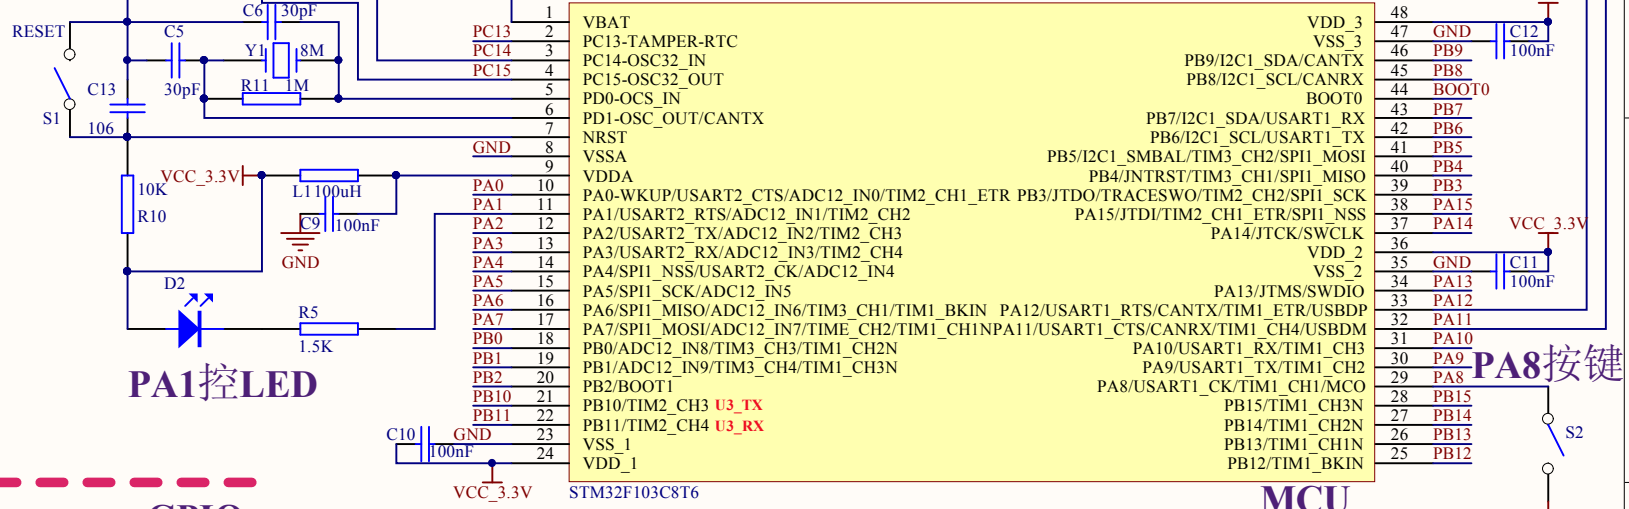 C6 30pF
RESET
C5
Y1 8M
R11 1M
30pF
C13
S1
106
10K
R10
VCC_3.3V
L1 100uH
C9 100nF
GND
D2
R5
1.5K
PA1控LED
C10 GND
100nF
VCC_3.3V
GPIO
1 VBAT
PC13 2 PC13-TAMPER-RTC
PC14 3 PC14-OSC32_IN
PC15 4 PC15-OSC32_OUT
5 PD0-OCS_IN
6 PD1-OSC_OUT/CANTX
7 NRST
GND 8 VSSA
9 VDDA
PA0 10 PA0-WKUP/USART2_CTS/ADC12_IN0/TIM2_CH1_ETR
PA1 11 PA1/USART2_RTS/ADC12_IN1/TIM2_CH2
PA2 12 PA2/USART2_TX/ADC12_IN2/TIM2_CH3
PA3 13 PA3/USART2_RX/ADC12_IN3/TIM2_CH4
PA4 14 PA4/SPI1_NSS/USART2_CK/ADC12_IN4
PA5 15 PA5/SPI1_SCK/ADC12_IN5
PA6 16 PA6/SPI1_MISO/ADC12_IN6/TIM3_CH1/TIM1_BKIN
PA7 17 PA7/SPI1_MOSI/ADC12_IN7/TIME_CH2/TIM1_CH1N
PB0 18 PB0/ADC12_IN8/TIM3_CH3/TIM1_CH2N
PB1 19 PB1/ADC12_IN9/TIM3_CH4/TIM1_CH3N
PB2 20 PB2/BOOT1
PB10 21 PB10/TIM2_CH3 U3_TX
PB11 22 PB11/TIM2_CH4 U3_RX
23 VSS_1
24 VDD_1
STM32F103C8T6
VDD_3 48
VSS_3 47 GND
PB9/I2C1_SDA/CANTX 46 PB9
PB8/I2C1_SCL/CANRX 45 PB8
BOOT0 44 BOOT0
PB7/I2C1_SDA/USART1_RX 43 PB7
PB6/I2C1_SCL/USART1_TX 42 PB6
PB5/I2C1_SMBAL/TIM3_CH2/SPI1_MOSI 41 PB5
PB4/JNTRST/TIM3_CH1/SPI1_MISO 40 PB4
PB3/JTDO/TRACESWO/TIM2_CH2/SPI1_SCK 39 PB3
PA15/JTDI/TIM2_CH1_ETR/SPI1_NSS 38 PA15
PA14/JTCK/SWCLK 37 PA14
VDD_2 36
VSS_2 35 GND
PA13/JTMS/SWDIO 34 PA13
PA12/USART1_RTS/CANTX/TIM1_ETR/USBDP 33 PA12
PA11/USART1_CTS/CANRX/TIM1_CH4/USBDM 32 PA11
PA10/USART1_RX/TIM1_CH3 31 PA10
PA9/USART1_TX/TIM1_CH2 30 PA9
PA8/USART1_CK/TIM1_CH1/MCO 29 PA8
PB15/TIM1_CH3N 28 PB15
PB14/TIM1_CH2N 27 PB14
PB13/TIM1_CH1N 26 PB13
PB12/TIM1_BKIN 25 PB12
MCU
C12
100nF
VCC_3.3V
C11
100nF
PA8按键
S2